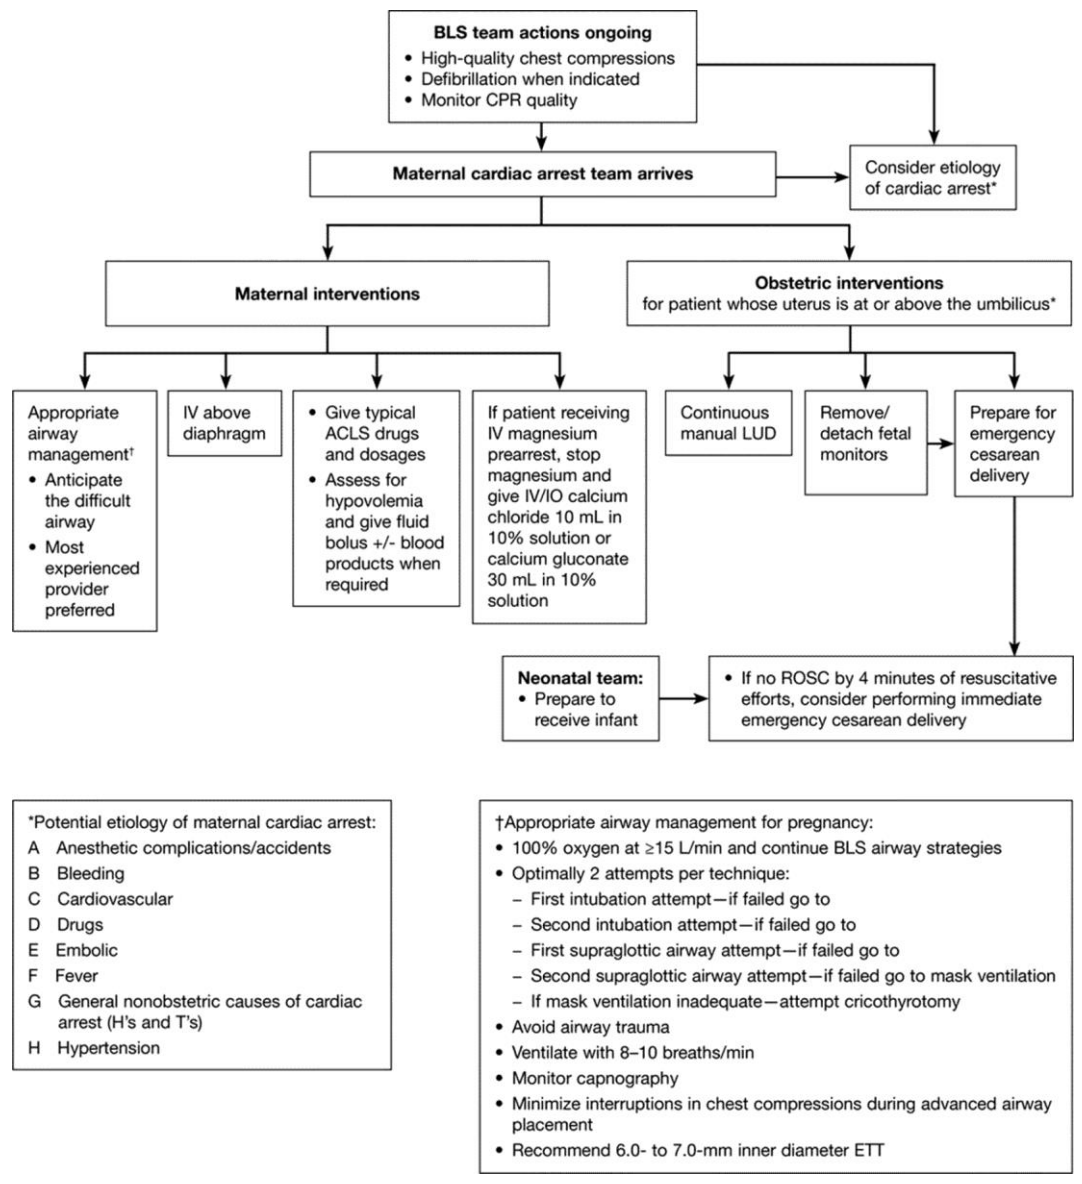 BLS team actions ongoing
• High-quality chest compressions
• Defibrillation when indicated
• Monitor CPR quality
Maternal cardiac arrest team arrives
Consider etiology
of cardiac arrest*
Maternal interventions
Obstetric interventions
for patient whose uterus is at or above the umbilicus*
Appropriate
airway
management†
• Anticipate
the difficult
airway
• Most
experienced
provider
preferred
IV above
diaphragm
• Give typical
ACLS drugs
and dosages
• Assess for
hypovolemia
and give fluid
bolus +/- blood
products when
required
If patient receiving
IV magnesium
prearrest, stop
magnesium and
give IV/IO calcium
chloride 10 mL in
10% solution or
calcium gluconate
30 mL in 10%
solution
Continuous
manual LUD
Remove/
detach fetal
monitors
Prepare for
emergency
cesarean
delivery
Neonatal team:
• Prepare to
receive infant
• If no ROSC by 4 minutes of resuscitative
efforts, consider performing immediate
emergency cesarean delivery
*Potential etiology of maternal cardiac arrest:
A Anesthetic complications/accidents
B Bleeding
C Cardiovascular
D Drugs
E Embolic
F Fever
G General nonobstetric causes of cardiac
arrest (H's and T's)
H Hypertension
†Appropriate airway management for pregnancy:
• 100% oxygen at ≥15 L/min and continue BLS airway strategies
• Optimally 2 attempts per technique:
– First intubation attempt—if failed go to
– Second intubation attempt—if failed go to
– First supraglottic airway attempt—if failed go to
– Second supraglottic airway attempt—if failed go to mask ventilation
– If mask ventilation inadequate—attempt cricothyrotomy
• Avoid airway trauma
• Ventilate with 8–10 breaths/min
• Monitor capnography
• Minimize interruptions in chest compressions during advanced airway
placement
• Recommend 6.0- to 7.0-mm inner diameter ETT